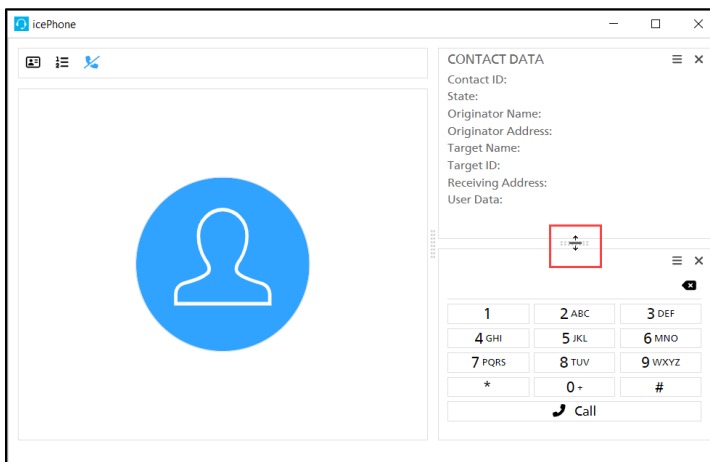 icePhone
CONTACT DATA
Contact ID:
State:
Originator Name:
Originator Address:
Target Name:
Target ID:
Receiving Address:
User Data:
1 2 ABC 3 DEF
4 GHI 5 JKL 6 MNO
7 PQRS 8 TUV 9 WXYZ
* 0 + #
Call